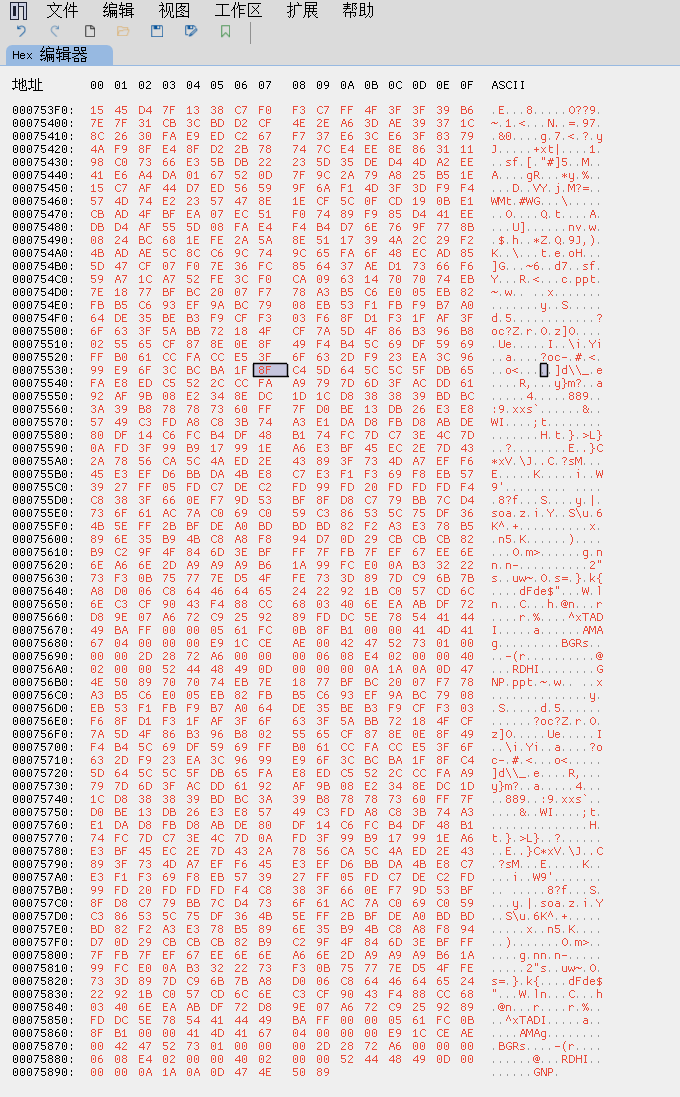 文件 编辑 视图 工作区 扩展 帮助
Hex 编辑器
地址 00 01 02 03 04 05 06 07 08 09 0A 0B 0C 0D 0E 0F ASCII
000753F0: 15 45 D4 7F 13 38 C7 F0 F3 C7 FF 4F 3F 3F 39 B6 .E...8.....O??9.
00075400: 7E 7F 31 CB 3C BD D2 CF 4E 2E A6 3D AE 39 37 1C ~.1.<...N..=.97.
00075410: 8C 26 30 FA E9 ED C2 67 F7 37 E6 3C E6 3F 83 79 .&0....g.7.<.?.y
00075420: 4A F9 8F E4 8F D2 2B 78 74 7C E4 EE 8E 86 31 11 J.....+xt|....1.
00075430: 98 C0 73 66 E3 5B DB 22 23 5D 35 DE D4 4D A2 EE ..sf.[."#]5..M..
00075440: 41 E6 A4 DA 01 67 52 0D 7F 9C 2A 79 A8 25 B5 1E A....gR...*y.%..
00075450: 15 C7 AF 44 D7 ED 56 59 9F 6A F1 4D 3F 3D F9 F4 ...D..VY.j.M?=..
00075460: 57 4D 74 E2 23 57 47 8E 1E CF 5C 0F CD 19 0B E1 WMt.#WG...\.....
00075470: CB AD 4F BF EA 07 EC 51 F0 74 89 F9 85 D4 41 EE ..O....Q.t....A.
00075480: DB D4 AF 55 5D 08 FA E4 F4 B4 D7 6E 76 9F 77 8B ...U]......nv.w.
00075490: 08 24 BC 68 1E FE 2A 5A 8E 51 17 39 4A 2C 29 F2 .$.h..*Z.Q.9J,).
000754A0: 4B AD AE 5C 8C C6 9C 74 9C 65 FA 6F 48 EC AD 85 K..\...t.e.oH...
000754B0: 5D 47 CF 07 F0 7E 36 FC 85 64 37 AE D1 73 66 F6 ]G...~6..d7..sf.
000754C0: 59 A7 1C A7 52 FE 3C F0 CA 09 63 14 70 70 74 EB Y...R.<...c.ppt.
000754D0: 7E 18 77 BF BC 20 07 F7 78 A3 B5 C6 E0 05 EB 82 ~.w.. ..x.......
000754E0: FB B5 C6 93 EF 9A BC 79 08 EB 53 F1 FB F9 B7 A0 .......y..S.....
000754F0: 64 DE 35 BE B3 F9 CF F3 03 F6 8F D1 F3 1F AF 3F d.5............?
00075500: 6F 63 3F 5A BB 72 18 4F CF 7A 5D 4F 86 B3 96 B8 oc?Z.r.O.z]O....
00075510: 02 55 65 CF 87 8E 0E 8F 49 F4 B4 5C 69 DF 59 69 .Ue.....I..\i.Yi
00075520: FF B0 61 CC FA CC E5 3F 6F 63 2D F9 23 EA 3C 96 ..a....?oc-.#.<.
00075530: 99 E9 6F 3C BC BA 1F 8F C4 5D 64 5C 5C 5F DB 65 ..o<.....]d\\_.e
00075540: FA E8 ED C5 52 2C CC FA A9 79 7D 6D 3F AC DD 61 ....R,...y}m?..a
00075550: 92 AF 9B 08 E2 34 8E DC 1D 1C D8 38 38 39 BD BC .....4.....889..
00075560: 3A 39 B8 78 78 73 60 FF 7F D0 BE 13 DB 26 E3 E8 :9.xxs`......&..
00075570: 57 49 C3 FD A8 C8 3B 74 A3 E1 DA D8 FB D8 AB DE WI....;t........
00075580: 80 DF 14 C6 FC B4 DF 48 B1 74 FC 7D C7 3E 4C 7D .......H.t.}.>L}
00075590: 0A FD 3F 99 B9 17 99 1E A6 E3 BF 45 EC 2E 7D 43 ..?........E..}C
000755A0: 2A 78 56 CA 5C 4A ED 2E 43 89 3F 73 4D A7 EF F6 *xV.\J..C.?sM...
000755B0: 45 E3 EF D6 BB DA 4B E8 C7 E3 F1 F3 69 F8 EB 57 E.....K.....i..W
000755C0: 39 27 FF 05 FD C7 DE C2 FD 99 FD 20 FD FD FD F4 9'......... ....
000755D0: C8 38 3F 66 0E F7 9D 53 BF 8F D8 C7 79 BB 7C D4 .8?f...S....y.|.
000755E0: 73 6F 61 AC 7A C0 69 C0 59 C3 86 53 5C 75 DF 36 soa.z.i.Y..S\u.6
000755F0: 4B 5E FF 2B BF DE A0 BD BD BD 82 F2 A3 E3 78 B5 K^.+..........x.
00075600: 89 6E 35 B9 4B C8 A8 F8 94 D7 0D 29 CB CB CB 82 .n5.K......)....
00075610: B9 C2 9F 4F 84 6D 3E BF FF 7F FB 7F EF 67 EE 6E ...O.m>......g.n
00075620: 6E A6 6E 2D A9 A9 A9 B6 1A 99 FC E0 0A B3 32 22 n.n-..........2"
00075630: 73 F3 0B 75 77 7E D5 4F FE 73 3D 89 7D C9 6B 7B s..uw~.O.s=.}.k{
00075640: A8 D0 06 C8 64 46 64 65 24 22 92 1B C0 57 CD 6C ....dFde$"...W.l
00075650: 6E C3 CF 90 43 F4 88 CC 68 03 40 6E EA AB DF 72 n...C...h.@n...r
00075660: D8 9E 07 A6 72 C9 25 92 89 FD DC 5E 78 54 41 44 ....r.%....^xTAD
00075670: 49 BA FF 00 00 00 05 61 FC 0B 8F B1 00 00 41 4D 41 I......a......AMA
00075680: 67 04 00 00 00 E9 1C CE AE 00 42 47 52 73 01 00 g.........BGRs..
00075690: 00 00 2D 28 72 A6 00 00 00 06 08 E4 02 00 00 40 ..-(r..........@
000756A0: 02 00 00 52 44 48 49 0D 00 00 00 0A 1A 0A 0D 47 ...RDHI........G
000756B0: 4E 50 89 70 70 74 EB 7E 18 77 BF BC 20 07 F7 78 NP.ppt.~.w.. ..x
000756C0: A3 B5 C6 E0 05 EB 82 FB B5 C6 93 EF 9A BC 79 08 ..............y.
000756D0: EB 53 F1 FB F9 B7 A0 64 DE 35 BE B3 F9 CF F3 03 .S.....d.5......
000756E0: F6 8F D1 F3 1F AF 3F 6F 63 3F 5A BB 72 18 4F CF ......?oc?Z.r.O.
000756F0: 7A 5D 4F 86 B3 96 B8 02 55 65 CF 87 8E 0E 8F 49 z]O.....Ue.....I
00075700: F4 B4 5C 69 DF 59 69 FF B0 61 CC FA CC E5 3F 6F ..\i.Yi..a....?o
00075710: 63 2D F9 23 EA 3C 96 99 E9 6F 3C BC BA 1F 8F C4 c-.#.<...o<.....
00075720: 5D 64 5C 5C 5F DB 65 FA E8 ED C5 52 2C CC FA A9 ]d\\_.e....R,...
00075730: 79 7D 6D 3F AC DD 61 92 AF 9B 08 E2 34 8E DC 1D y}m?..a.....4...
00075740: 1C D8 38 38 39 BD BC 3A 39 B8 78 78 73 60 FF 7F ..889..:9.xxs`..
00075750: D0 BE 13 DB 26 E3 E8 57 49 C3 FD A8 C8 3B 74 A3 ....&..WI....;t.
00075760: E1 DA D8 FB D8 AB DE 80 DF 14 C6 FC B4 DF 48 B1 ..............H.
00075770: 74 FC 7D C7 3E 4C 7D 0A FD 3F 99 B9 17 99 1E A6 t.}.>L}..?......
00075780: E3 BF 45 EC 2E 7D 43 2A 78 56 CA 5C 4A ED 2E 43 ..E..}C*xV.\J..C
00075790: 89 3F 73 4D A7 EF F6 45 E3 EF D6 BB DA 4B E8 C7 .?sM...E.....K..
000757A0: E3 F1 F3 69 F8 EB 57 39 27 FF 05 FD C7 DE C2 FD ...i..W9'.......
000757B0: 99 FD 20 FD FD FD F4 C8 38 3F 66 0E F7 9D 53 BF .. .....8?f...S.
000757C0: 8F D8 C7 79 BB 7C D4 73 6F 61 AC 7A C0 69 C0 59 ...y.|.soa.z.i.Y
000757D0: C3 86 53 5C 75 DF 36 4B 5E FF 2B BF DE A0 BD BD ..S\u.6K^.+.....
000757E0: BD 82 F2 A3 E3 78 B5 89 6E 35 B9 4B C8 A8 F8 94 .....x..n5.K....
000757F0: D7 0D 29 CB CB CB 82 B9 C2 9F 4F 84 6D 3E BF FF ..).......O.m>..
00075800: 7F FB 7F EF 67 EE 6E 6E A6 6E 2D A9 A9 A9 B6 1A ....g.nn.n-.....
00075810: 99 FC E0 0A B3 32 22 73 F3 0B 75 77 7E D5 4F FE .....2"s..uw~.O.
00075820: 73 3D 89 7D C9 6B 7B A8 D0 06 C8 64 46 64 65 24 s=.}.k{....dFde$
00075830: 22 92 1B C0 57 CD 6C 6E C3 CF 90 43 F4 88 CC 68 "...W.ln...C...h
00075840: 03 40 6E EA AB DF 72 D8 9E 07 A6 72 C9 25 92 89 .@n...r....r.%..
00075850: FD DC 5E 78 54 41 44 49 BA FF 00 00 00 05 61 FC 0B ..^xTADI......a..
00075860: 8F B1 00 00 41 4D 41 67 04 00 00 00 E9 1C CE AE ....AMAg........
00075870: 00 42 47 52 73 01 00 00 00 2D 28 72 A6 00 00 00 .BGRs....-(r....
00075880: 06 08 E4 02 00 00 40 02 00 00 52 44 48 49 0D 00 ......@...RDHI..
00075890: 00 00 0A 1A 0A 0D 47 4E 50 89 ......GNP.